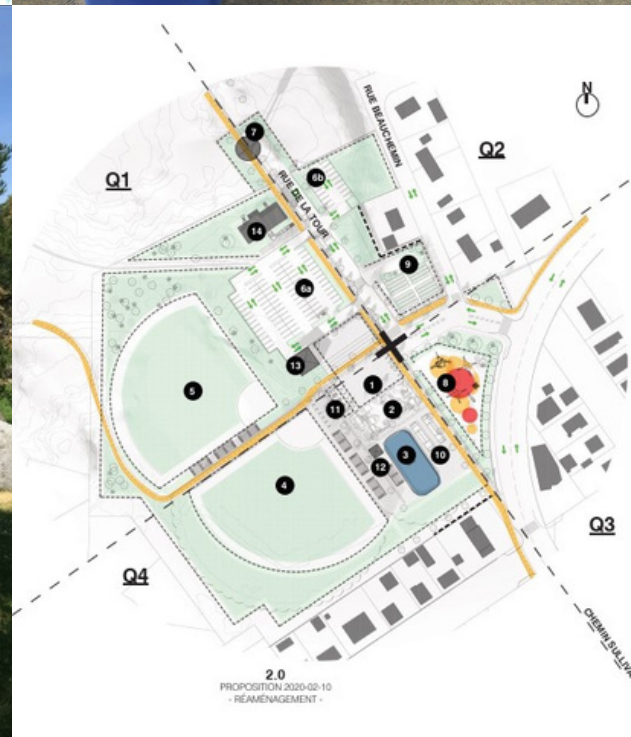 N
RUE BEAUCHEMIN
Q2
7
Q1
6b
RUE DE LA TOUR
14
9
6a
13
8
1
5
11
2
3
10
12
4
Q3
Q4
CHEMIN SULLIVA
2.0
PROPOSITION 2020-02-10
- RÉAMÉNAGEMENT -